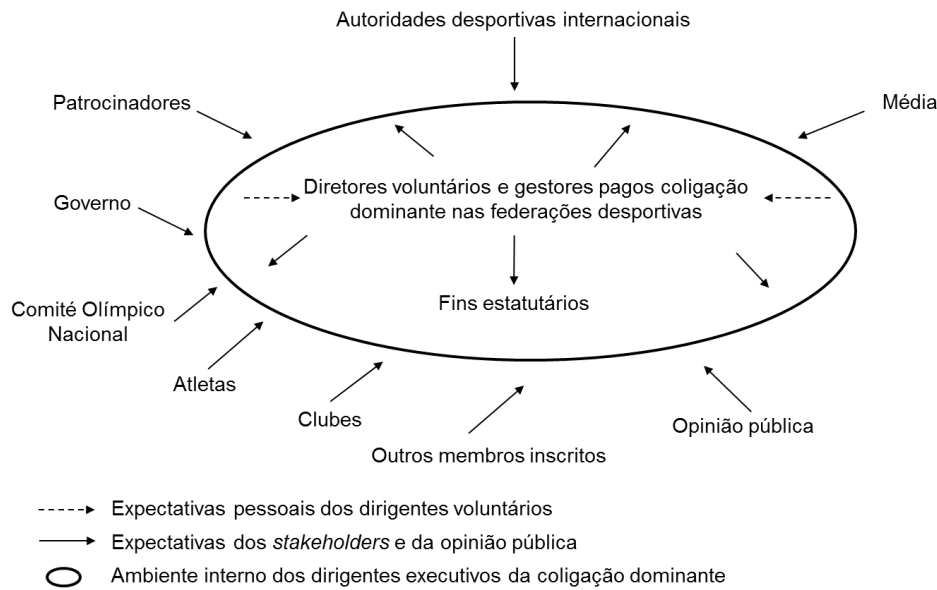 Autoridades desportivas internacionais
Patrocinadores
Média
Diretores voluntários e gestores pagos coligação
dominante nas federações desportivas
Governo
Fins estatutários
Comité Olímpico
Nacional
Atletas
Clubes
Opinião pública
Outros membros inscritos
Expectativas pessoais dos dirigentes voluntários
Expectativas dos stakeholders e da opinião pública
Ambiente interno dos dirigentes executivos da coligação dominante